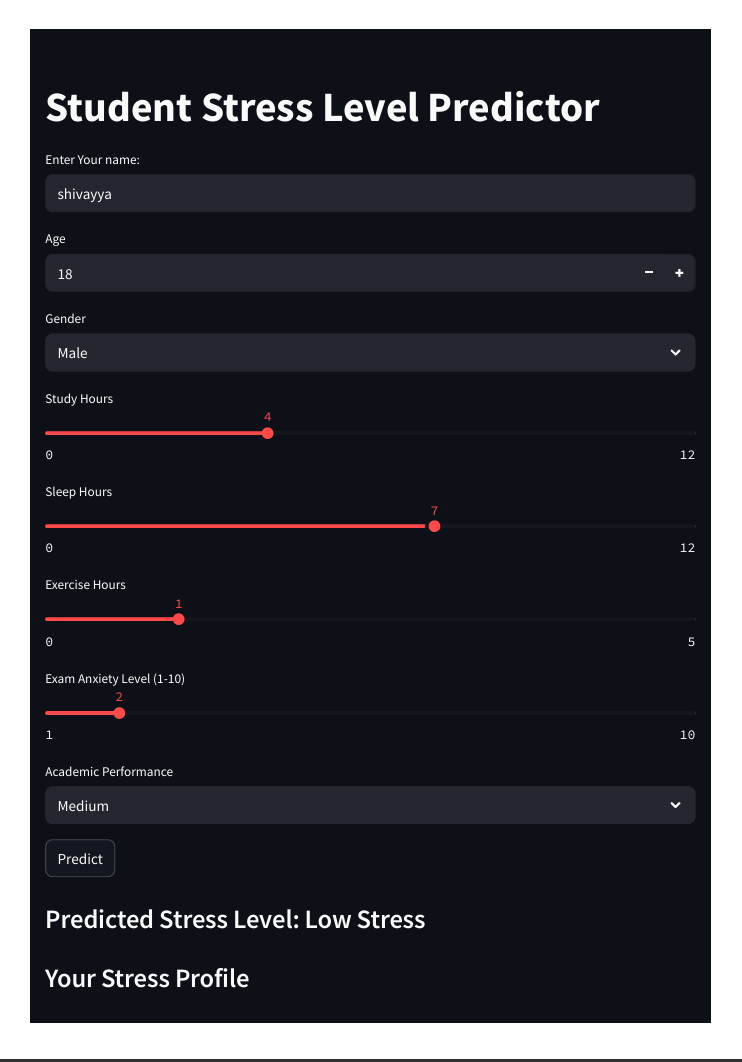 Student Stress Level Predictor
Enter Your name:
shivayya
Age
18
Gender
Male
Study Hours
4
0 12
Sleep Hours
7
0 12
Exercise Hours
1
0 5
Exam Anxiety Level (1-10)
2
1 10
Academic Performance
Medium
Predict
Predicted Stress Level: Low Stress
Your Stress Profile